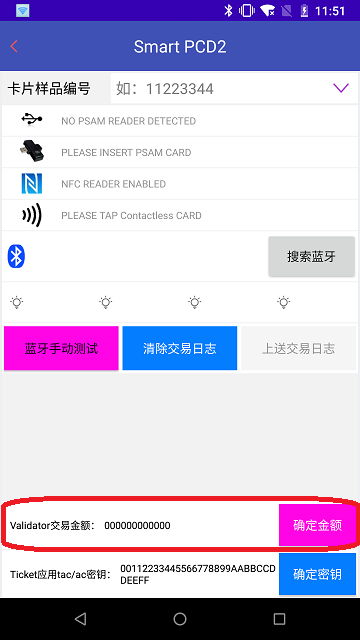 11:51
Smart PCD2
卡片样品编号 如：11223344
NO PSAM READER DETECTED
PLEASE INSERT PSAM CARD
NFC READER ENABLED
PLEASE TAP Contactless CARD
搜索蓝牙
蓝牙手动测试 清除交易日志 上送交易日志
Validator交易金额： 000000000000 确定金额
Ticket应用tac/ac密钥： 00112233445566778899AABBCCD
DEEFF 确定密钥